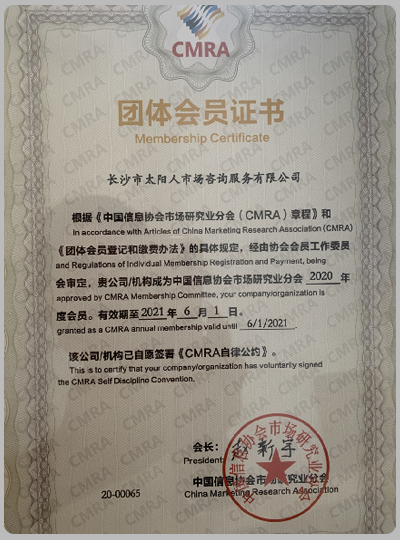 CMRA
团体会员证书
Membership Certificate
长沙市太阳人市场咨询服务有限公司
根据《中国信息协会市场研究业分会（CMRA）章程》和
In accordance with Articles of China Marketing Research Association (CMRA)
《团体会员登记和缴费办法》的具体规定，经由协会会员工作委员
and Regulations of Individual Membership Registration and Payment, being
会审定，贵公司/机构成为中国信息协会市场研究业分会 2020 年
approved by CMRA Membership Committee, your company/organization is
度会员。有效期至2021年 6 月 1 日。
granted as a CMRA annual membership valid until 6/1/2021.
该公司/机构已自愿签署《CMRA自律公约》。
This is to certify that your company/organization has voluntarily signed
the CMRA Self Discipline Convention.
会长：
President:
中国信息协会市场研究业分会
20-00065 China Marketing Research Association